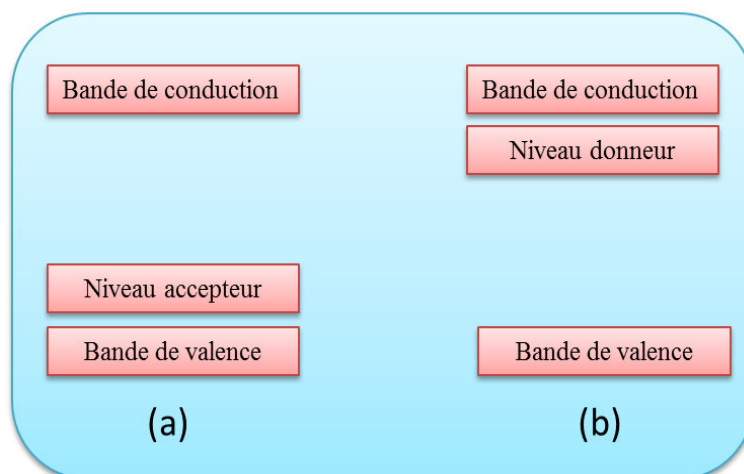 Bande de conduction
Niveau accepteur
Bande de valence
(a)
Bande de conduction
Niveau donneur
Bande de valence
(b)